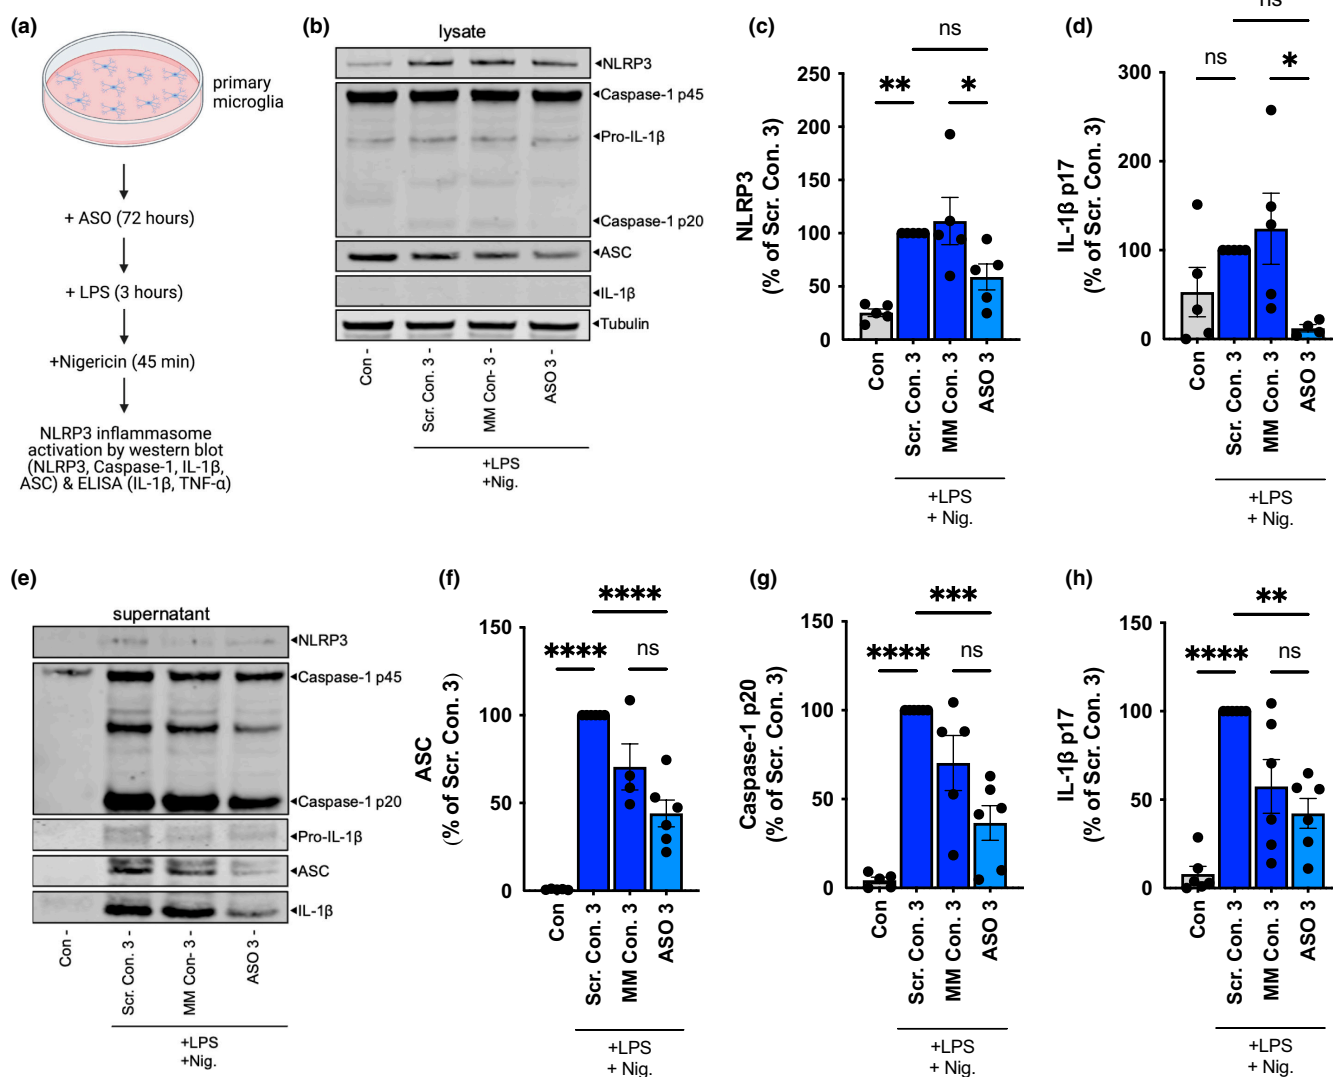 (a)
primary
microglia
+ ASO (72 hours)
+ LPS (3 hours)
+Nigericin (45 min)
NLRP3 inflammasome
activation by western blot
(NLRP3, Caspase-1, IL-1β,
ASC) & ELISA (IL-1β, TNF-α)
(b)
lysate
NLRP3
Caspase-1 p45
Pro-IL-1β
Caspase-1 p20
ASC
IL-1β
Tubulin
Con -
Scr. Con. 3 -
MM Con- 3 -
ASO 3 -
+LPS
+Nig.
(c)
ns
** *
NLRP3
(% of Scr. Con. 3)
250
200
150
100
50
0
Con
Scr. Con. 3
MM Con. 3
ASO 3
+LPS
+ Nig.
(d)
ns
ns *
IL-1β p17
(% of Scr. Con. 3)
300
200
100
0
Con
Scr. Con. 3
MM Con. 3
ASO 3
+LPS
+ Nig.
(e)
supernatant
NLRP3
Caspase-1 p45
Caspase-1 p20
Pro-IL-1β
ASC
IL-1β
Con -
Scr. Con. 3 -
MM Con- 3 -
ASO 3 -
+LPS
+Nig.
(f)
****
**** ns
ASC
(% of Scr. Con. 3)
150
100
50
0
Con
Scr. Con. 3
MM Con. 3
ASO 3
+LPS
+ Nig.
(g)
***
**** ns
Caspase-1 p20
(% of Scr. Con. 3)
150
100
50
0
Con
Scr. Con. 3
MM Con. 3
ASO 3
+LPS
+ Nig.
(h)
**
**** ns
IL-1β p17
(% of Scr. Con. 3)
150
100
50
0
Con
Scr. Con. 3
MM Con. 3
ASO 3
+LPS
+ Nig.